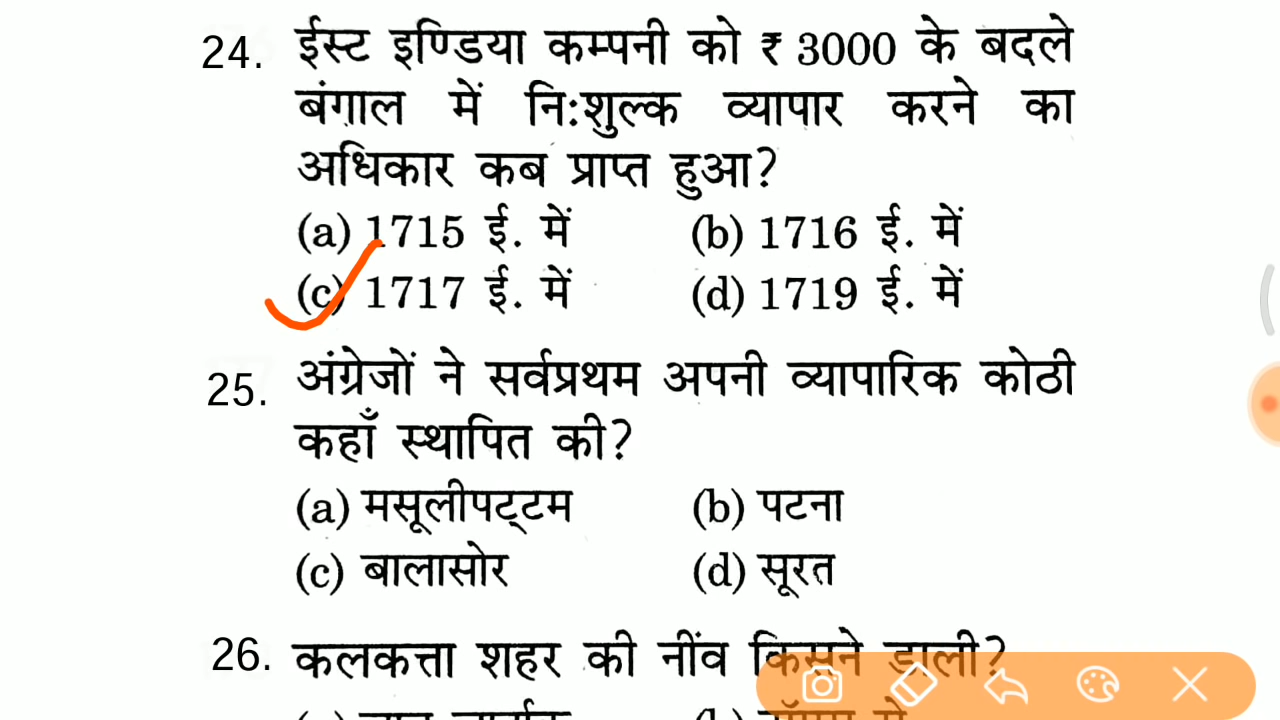 24. ईस्ट इण्डिया कम्पनी को ₹ 3000 के बदले
बंगाल में नि:शुल्क व्यापार करने का
अधिकार कब प्राप्त हुआ?
(a) 1715 ई. में (b) 1716 ई. में
(c) 1717 ई. में (d) 1719 ई. में
25. अंग्रेजों ने सर्वप्रथम अपनी व्यापारिक कोठी
कहाँ स्थापित की?
(a) मसूलीपट्टम (b) पटना
(c) बालासोर (d) सूरत
26. कलकत्ता शहर की नींव किसने डाली?